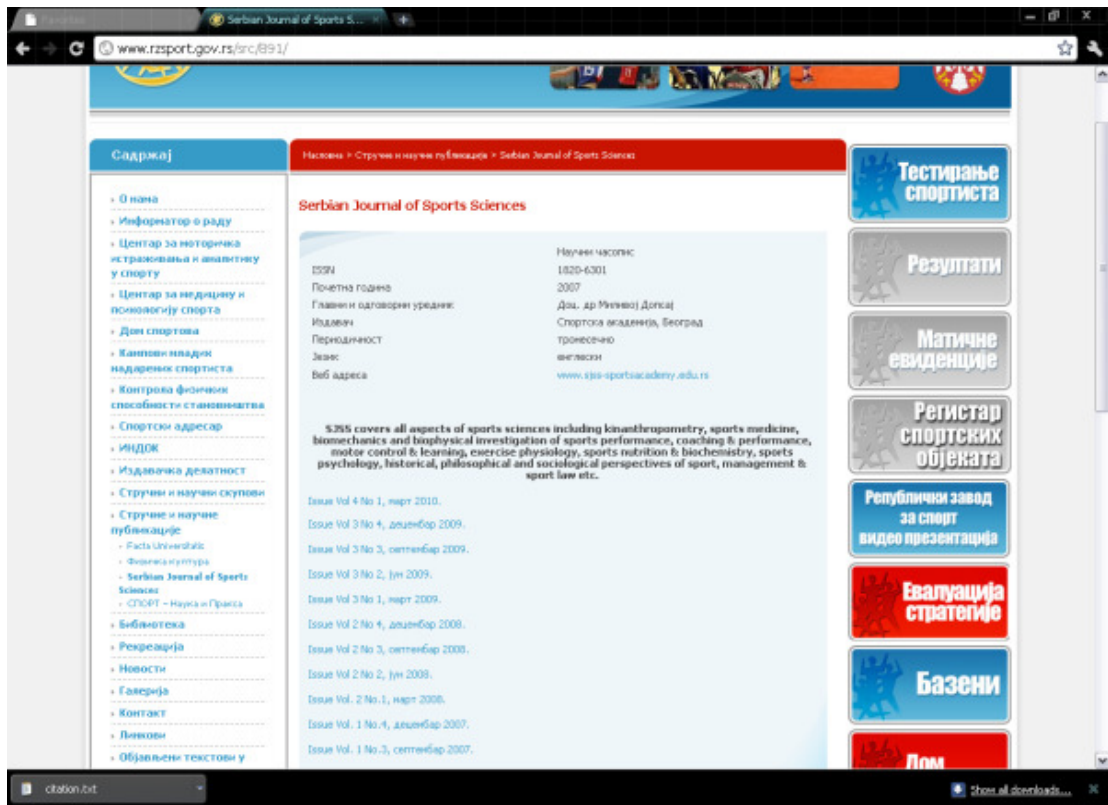 Serbian Journal of Sports S...
www.rzsport.gov.rs/src/891/
Садржај
Насловна > Стручне и научне публикације > Serbian Journal of Sports Sciences
О нама
Информатор о раду
Центар за моторичка
истраживања и аналитику
у спорту
Центар за медицину и
психологију спорта
Дом спортова
Кампови младих
надарених спортиста
Контрола физичких
способности становништва
Спортски адресар
ИНДОК
Издавачка делатност
Стручни и научни скупови
Стручне и научне
публикације
- Facta Universitatis
- Физичка култура
- Serbian Journal of Sports
Sciences
- СПОРТ - Наука и Пракса
Библиотека
Рекреација
Новости
Галерија
Контакт
Линкови
Објављени текстови у
Serbian Journal of Sports Sciences
Научни часопис
ISSN 1820-6301
Почетна година 2007
Главни и одговорни уредник Доц. др Миливој Допсај
Издавач Спортска академија, Београд
Периодичност тромесечно
Језик енглески
Веб адреса www.sjss-sportsacademy.edu.rs
SJSS covers all aspects of sports sciences including kinanthropometry, sports medicine,
biomechanics and biophysical investigation of sports performance, coaching & performance,
motor control & learning, exercise physiology, sports nutrition & biochemistry, sports
psychology, historical, philosophical and sociological perspectives of sport, management &
sport law etc.
Issue Vol 4 No 1, март 2010.
Issue Vol 3 No 4, децембар 2009.
Issue Vol 3 No 3, септембар 2009.
Issue Vol 3 No 2, јун 2009.
Issue Vol 3 No 1, март 2009.
Issue Vol 2 No 4, децембар 2008.
Issue Vol 2 No 3, септембар 2008.
Issue Vol 2 No 2, јун 2008.
Issue Vol. 2 No.1, март 2008.
Issue Vol. 1 No.4, децембар 2007.
Issue Vol. 1 No.3, септембар 2007.
Тестирање
спортиста
Резултати
Матичне
евиденције
Регистар
спортских
објеката
Републички завод
за спорт
видео презентација
Евалуација
стратегије
Базени
Дом
citation.txt
Show all downloads...